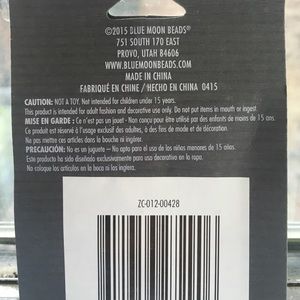 ©2015 BLUE MOON BEADS®
751 SOUTH 170 EAST
PROVO, UTAH 84606
WWW.BLUEMOONBEADS.COM
MADE IN CHINA
FABRIQUÉ EN CHINE / HECHO EN CHINA 0415
CAUTION: NOT A TOY. Not intended for children under 15 years.
This product is intended for adult fashion and decorative use only. Do not put items in mouth or ingest.
MISE EN GARDE : Ce n'est pas un jouet - Non conçu pour être utilisé par des enfants de moins de 15 ans.
Ce produit est réservé à l'usage exclusif des adultes, à des fins de mode et de décoration.
Ne pas mettre ces articles dans la bouche ni ingérer.
PRECAUCIÓN: No es un juguete – No apto para el uso de los niños menores de 15 años.
Este producto ha sido diseñado exclusivamente para uso decorativo en la ropa.
No coloque los artículos en la boca ni los ingiera.
ZC-012-00428